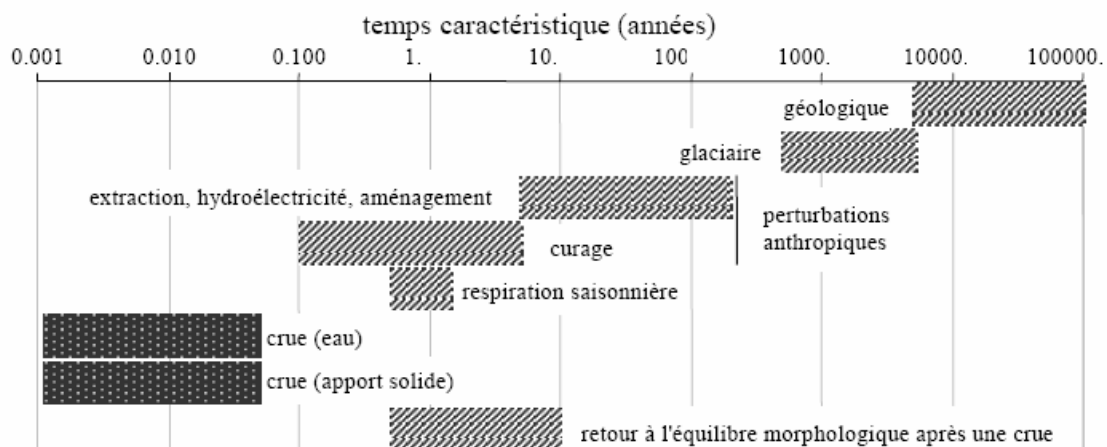 temps caractéristique (années)
0.001 0.010 0.100 1. 10. 100 1000. 10000. 100000.
géologique
glaciaire
extraction, hydroélectricité, aménagement
perturbations
anthropiques
curage
respiration saisonnière
crue (eau)
crue (apport solide)
retour à l'équilibre morphologique après une crue